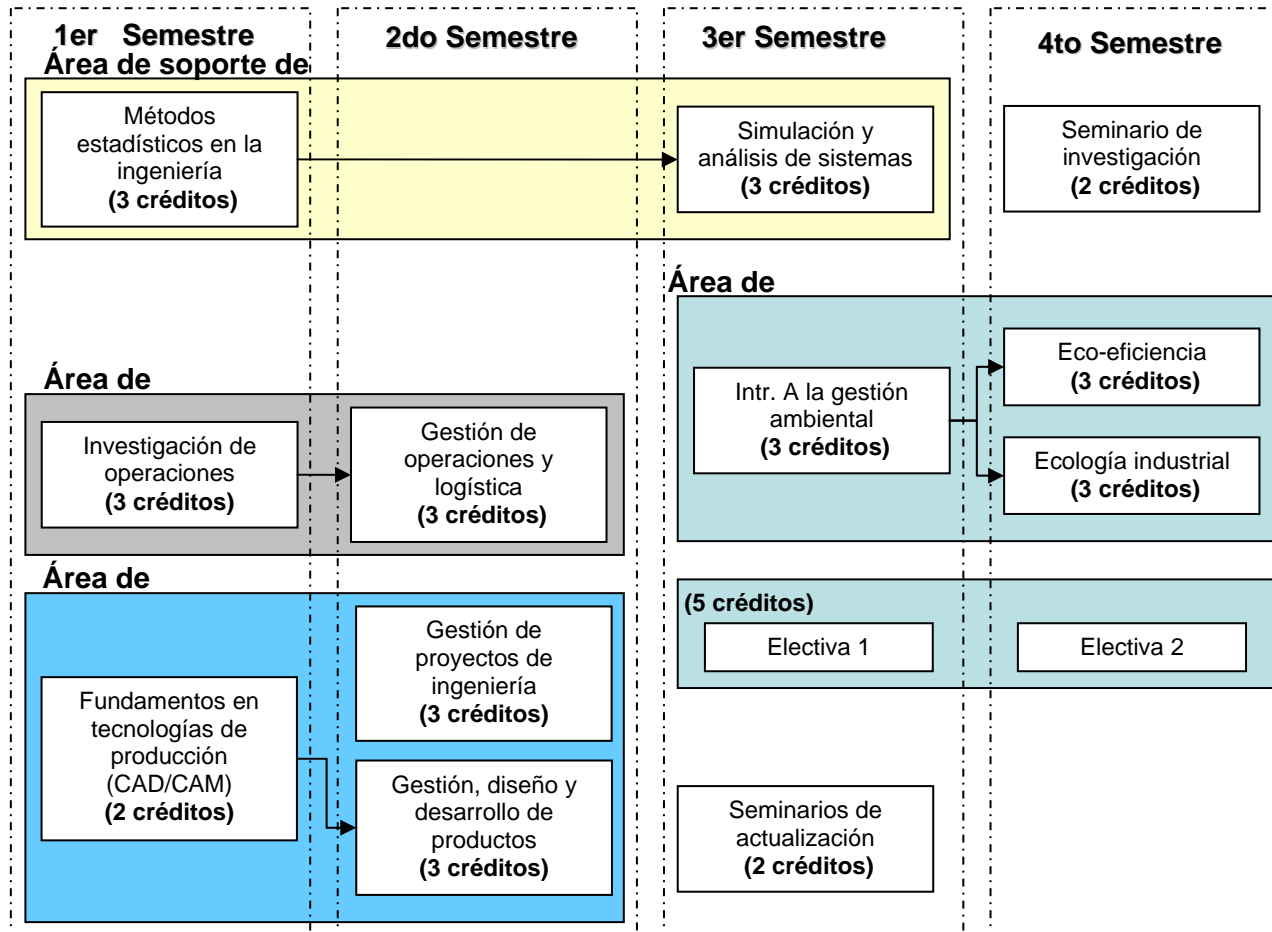 1er Semestre
2do Semestre
3er Semestre
4to Semestre
Área de soporte de
Métodos
estadísticos en la
ingeniería
(3 créditos)
Simulación y
análisis de sistemas
(3 créditos)
Seminario de
investigación
(2 créditos)
Área de
Intr. A la gestión
ambiental
(3 créditos)
Eco-eficiencia
(3 créditos)
Ecología industrial
(3 créditos)
Área de
Investigación de
operaciones
(3 créditos)
Gestión de
operaciones y
logística
(3 créditos)
Área de
Fundamentos en
tecnologías de
producción
(CAD/CAM)
(2 créditos)
Gestión de
proyectos de
ingeniería
(3 créditos)
Gestión, diseño y
desarrollo de
productos
(3 créditos)
(5 créditos)
Electiva 1
Electiva 2
Seminarios de
actualización
(2 créditos)